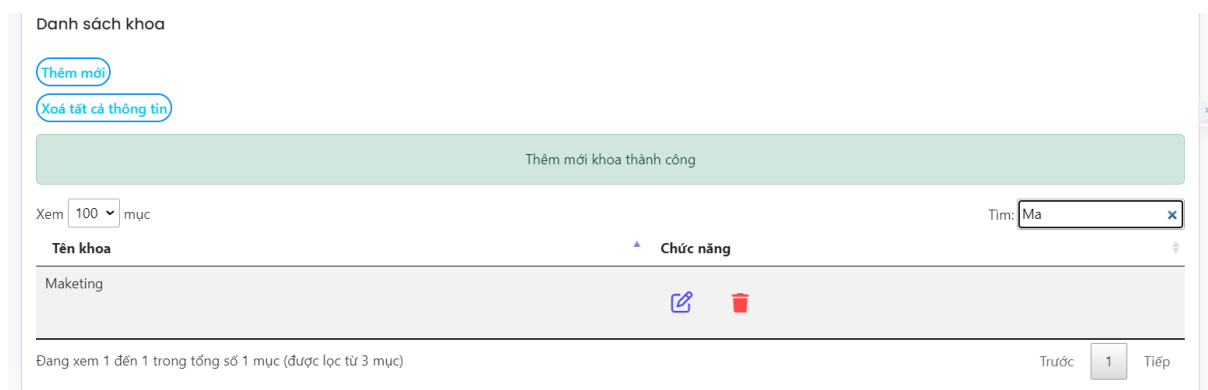 Danh sách khoa
Thêm mới
Xoá tất cả thông tin
Thêm mới khoa thành công
Xem 100 mục Tìm: Ma
Tên khoa Chức năng
Maketing
Đang xem 1 đến 1 trong tổng số 1 mục (được lọc từ 3 mục) Trước 1 Tiếp